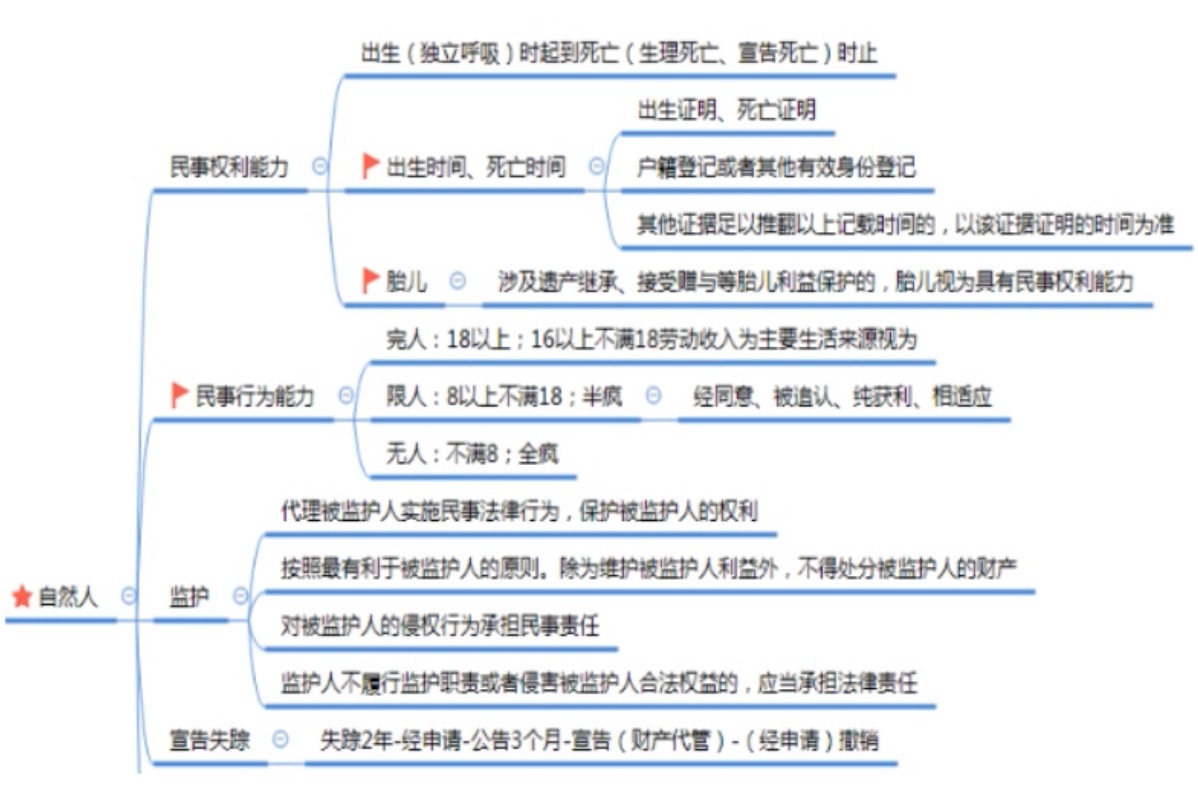 出生（独立呼吸）时起到死亡（生理死亡、宣告死亡）时止
出生证明、死亡证明
民事权利能力
出生时间、死亡时间
户籍登记或者其他有效身份登记
其他证据足以推翻以上记载时间的，以该证据证明的时间为准
胎儿
涉及遗产继承、接受赠与等胎儿利益保护的，胎儿视为具有民事权利能力
完人：18以上；16以上不满18劳动收入为主要生活来源视为
民事行为能力
限人：8以上不满18；半疯
经同意、被追认、纯获利、相适应
无人：不满8；全疯
代理被监护人实施民事法律行为，保护被监护人的权利
按照最有利于被监护人的原则。除为维护被监护人利益外，不得处分被监护人的财产
自然人
监护
对被监护人的侵权行为承担民事责任
监护人不履行监护职责或者侵害被监护人合法权益的，应当承担法律责任
宣告失踪
失踪2年-经申请-公告3个月-宣告（财产代管）-（经申请）撤销